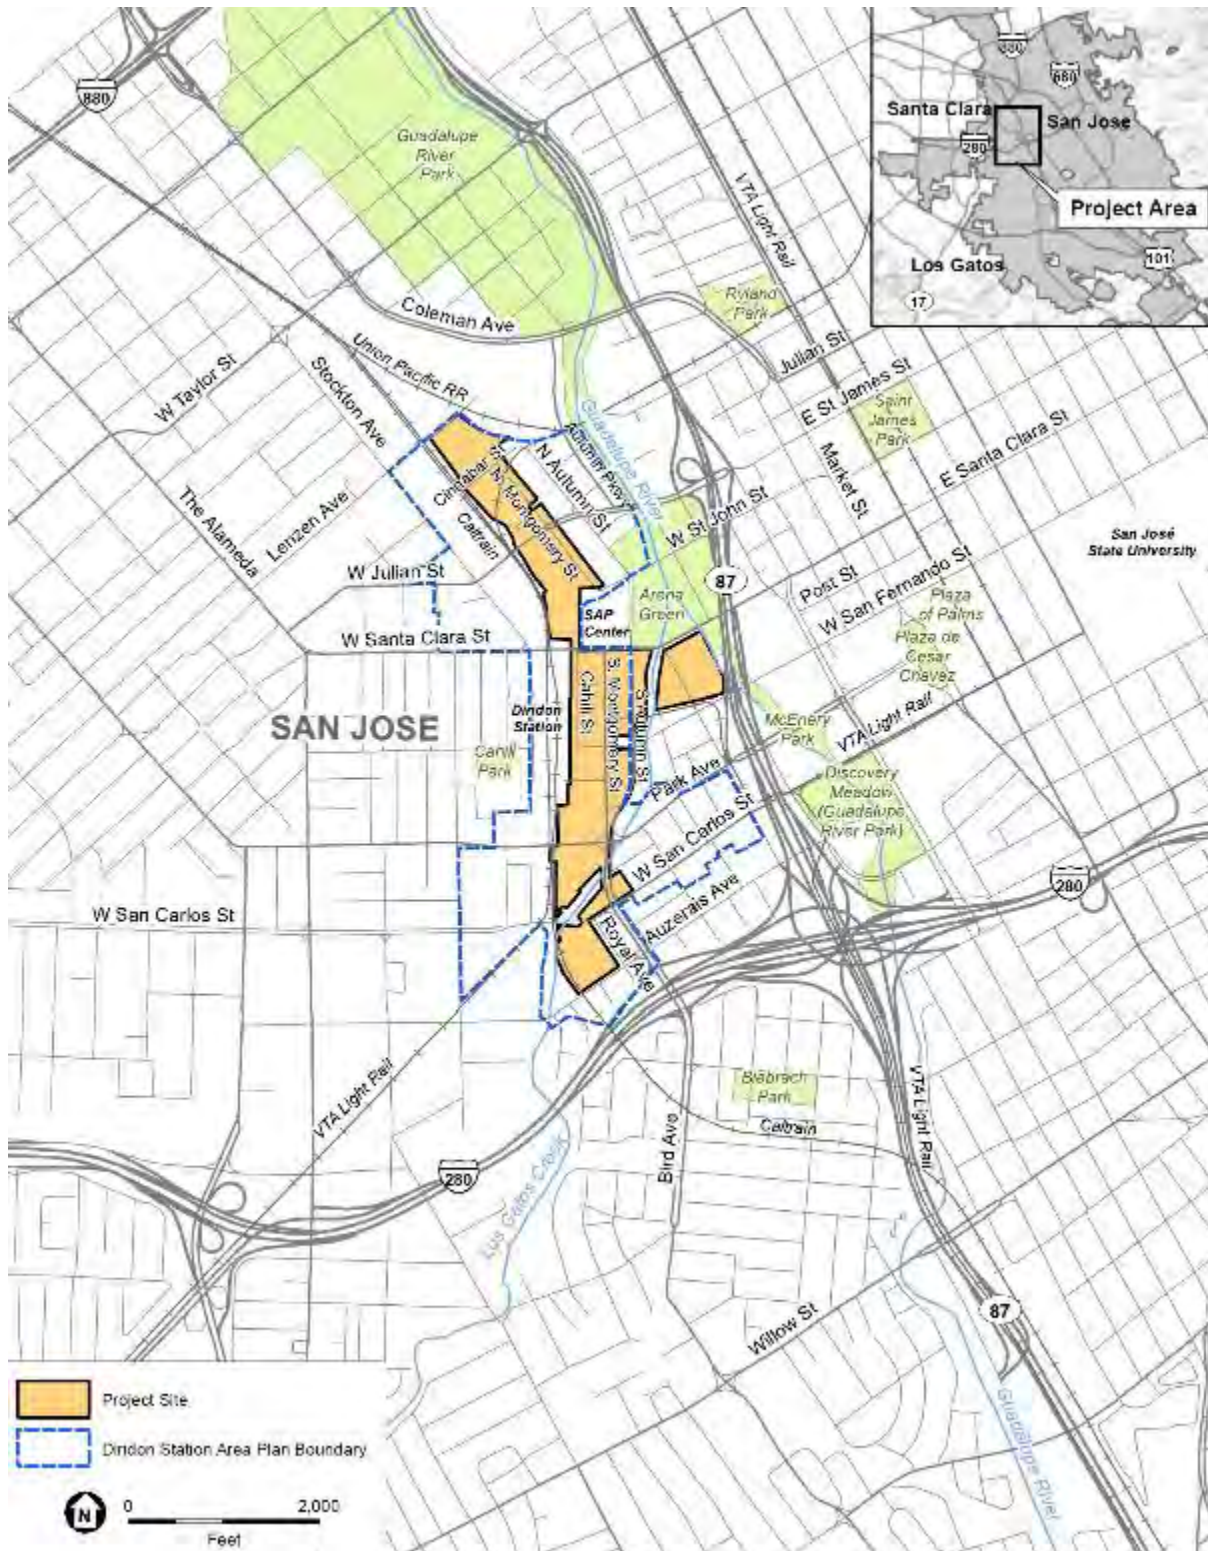 880
Guadalupe
River
Park
VTA Light Rail
Ryland
Park
Coleman Ave
Union Pacific RR
W Taylor St
Stockton Ave
Julian St
E St James St
Saint
James
Park
E Santa Clara St
Market St
Guadalupe River
Autumn Pkwy
N Autumn St
Cinnabar S
N. Montgomery St
Caltrain
The Alameda
Lenzen Ave
W Julian St
W St John St
San José
State University
87
Post St
W San Fernando St
Plaza
of Palms
Plaza de
Cesar
Chavez
Arena
Green
SAP
Center
W Santa Clara St
SAN JOSE
Diridon
Station
Cahill St
S. Montgomery St
S Autumn St
Cahill
Park
McEnery
Park
VTA Light Rail
Park Ave
Discovery
Meadow
(Guadalupe
River Park)
W San Carlos St
280
W San Carlos St
Auzerais Ave
Royal Ave
VTA Light Rail
Biebrach
Park
Caltrain
VTA Light Rail
Bird Ave
280
Los Gatos Creek
Willow St
87
Guadalupe River
880
680
Santa Clara
San Jose
280
Project Area
Los Gatos
101
17
Project Site
Diridon Station Area Plan Boundary
N
0 2,000
Feet